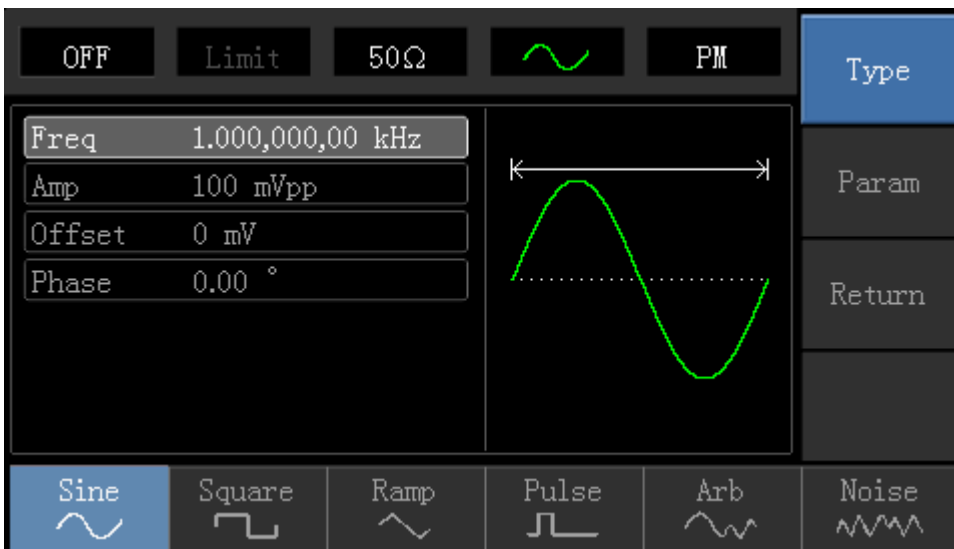 OFF Limit 50Ω PM Type
Freq 1.000,000,00 kHz
Amp 100 mVpp
Param
Offset 0 mV
Phase 0.00 °
Return
Sine Square Ramp Pulse Arb Noise